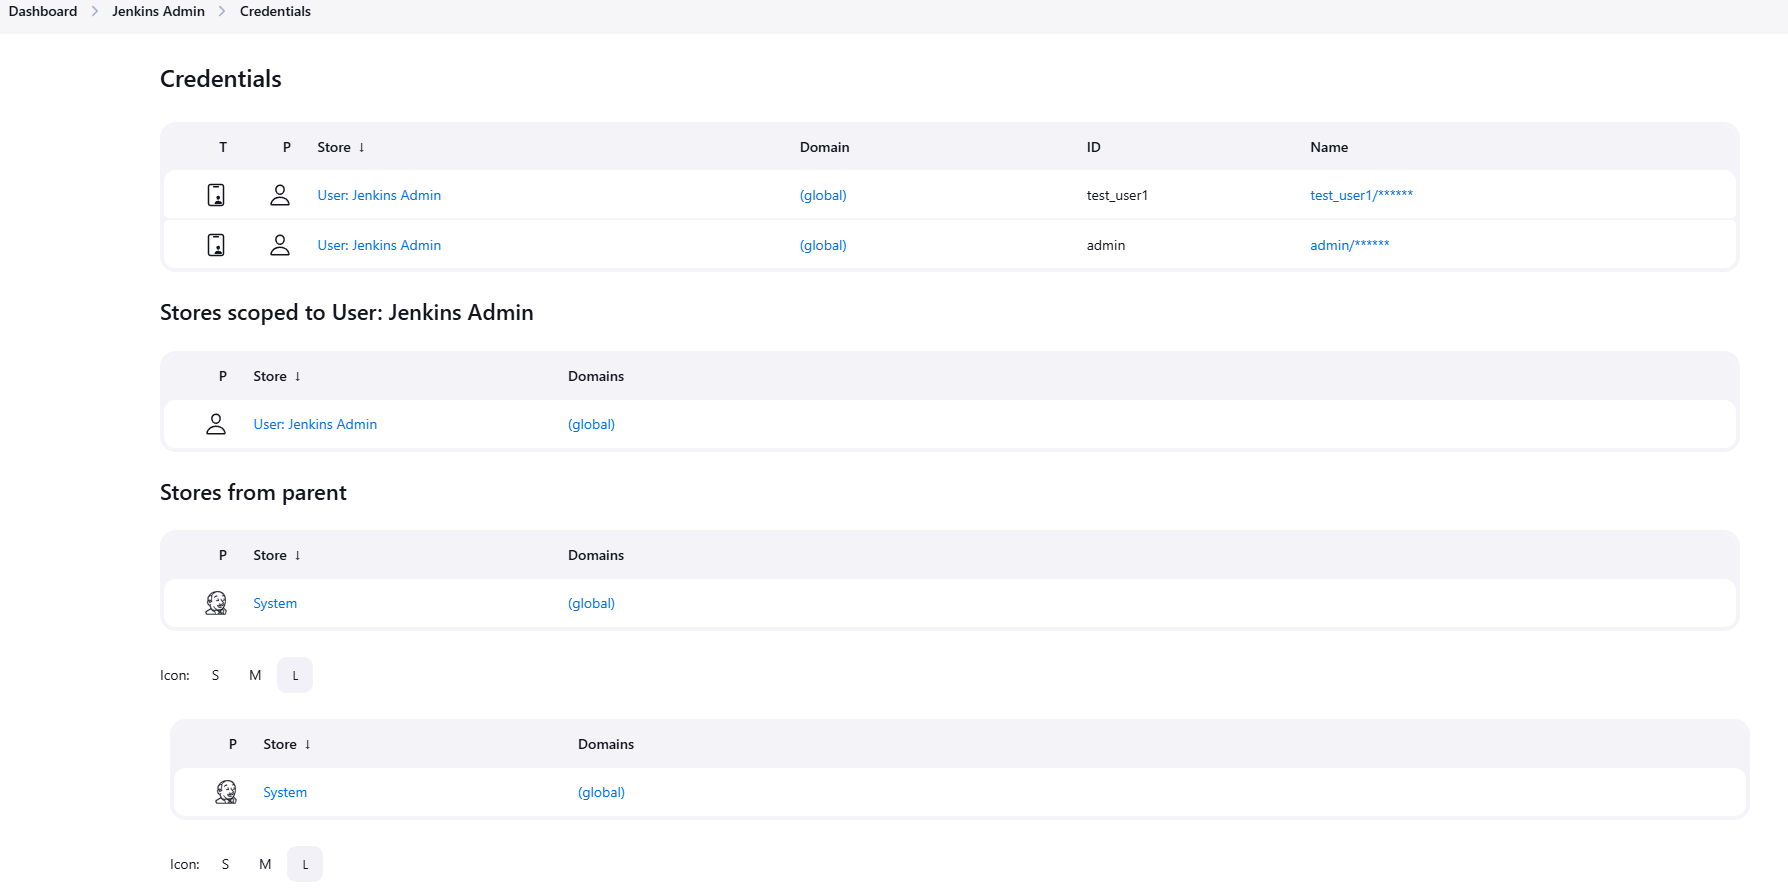 Dashboard > Jenkins Admin > Credentials
Credentials
T P Store ↓ Domain ID Name
User: Jenkins Admin (global) test_user1 test_user1/******
User: Jenkins Admin (global) admin admin/******
Stores scoped to User: Jenkins Admin
P Store ↓ Domains
User: Jenkins Admin (global)
Stores from parent
P Store ↓ Domains
System (global)
Icon: S M L
P Store ↓ Domains
System (global)
Icon: S M L